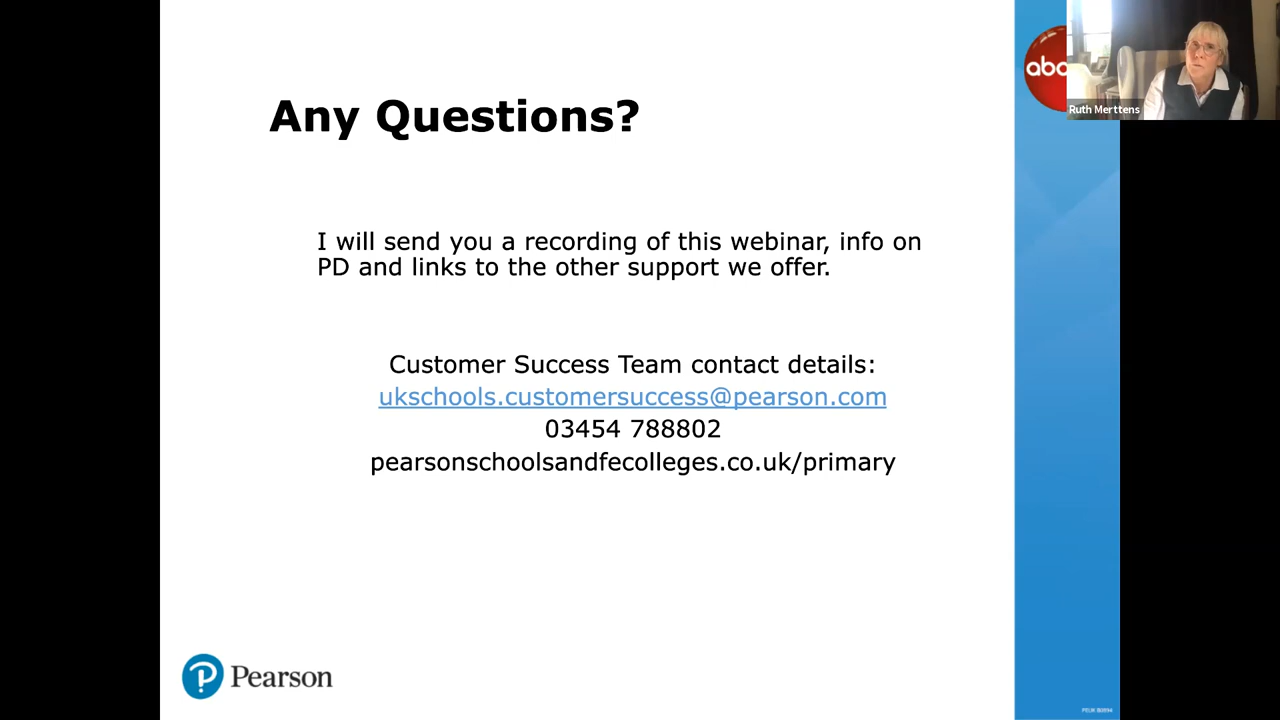 abc
Ruth Merttens
Any Questions?
I will send you a recording of this webinar, info on
PD and links to the other support we offer.
Customer Success Team contact details:
ukschools.customersuccess@pearson.com
03454 788802
pearsonschoolsandfecolleges.co.uk/primary
Pearson